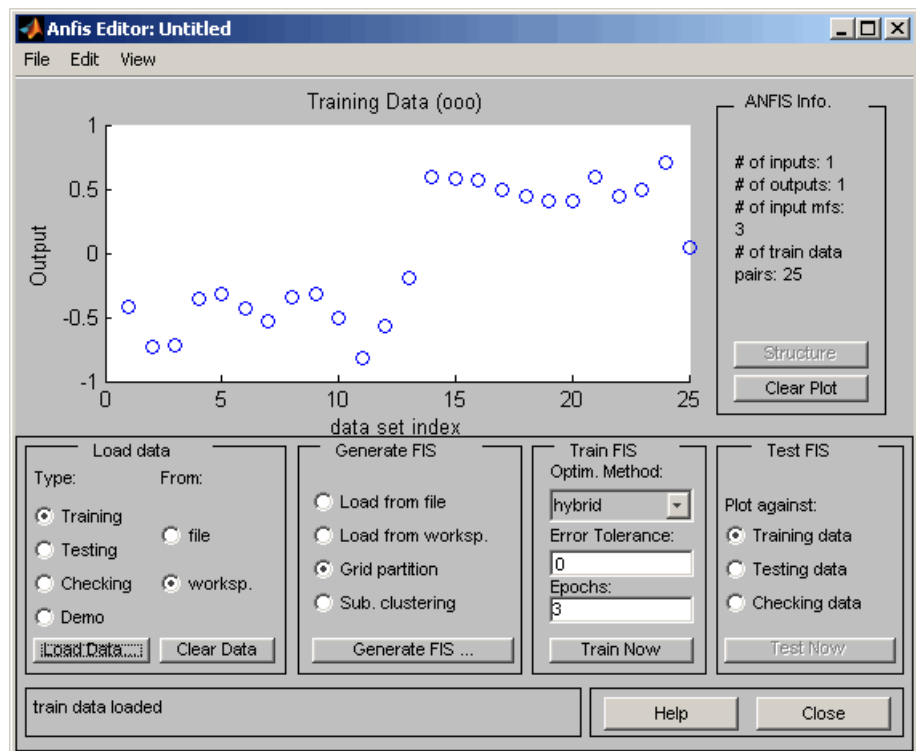 Anfis Editor: Untitled
File Edit View
Training Data (ooo)
1
0.5
0
-0.5
-1
Output
0 5 10 15 20 25
data set index
ANFIS Info.
# of inputs: 1
# of outputs: 1
# of input mfs:
3
# of train data
pairs: 25
Structure
Clear Plot
Load data
Type: From:
Training
Testing
Checking
Demo
file
worksp.
Load Data...
Clear Data
Generate FIS
Load from file
Load from worksp.
Grid partition
Sub. clustering
Generate FIS ...
Train FIS
Optim. Method:
hybrid
Error Tolerance:
0
Epochs:
3
Train Now
Test FIS
Plot against:
Training data
Testing data
Checking data
Test Now
train data loaded
Help
Close